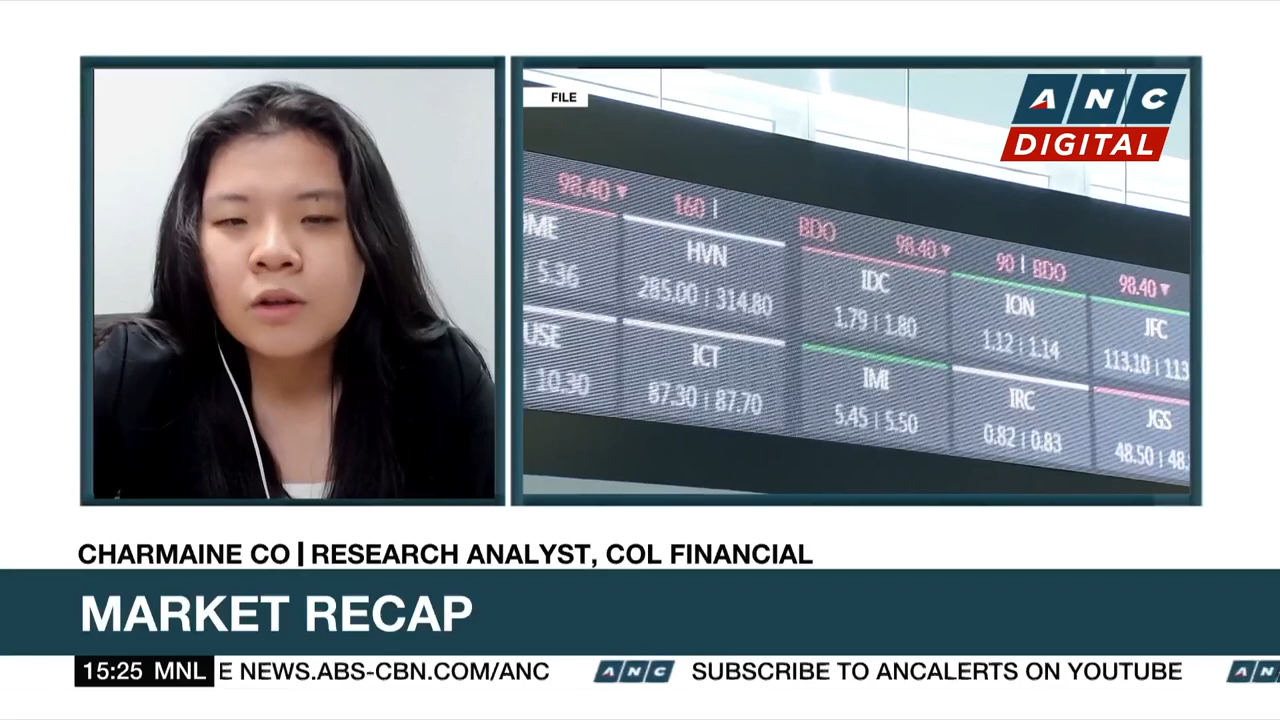 FILE
ANC
DIGITAL
98.40 ▼ 160 | BDO 98.40 ▼ 90 | BDO 98.40 ▼
HVN IDC ION JFC
5.36 285.00 | 314.80 1.79 | 1.80 1.12 | 1.14 113.10
ICT IMI IRC JGS
10.30 87.30 | 87.70 5.45 | 5.50 0.82 | 0.83 48.50
CHARMAINE CO | RESEARCH ANALYST, COL FINANCIAL
MARKET RECAP
15:25 MNL E NEWS.ABS-CBN.COM/ANC ANC SUBSCRIBE TO ANCALERTS ON YOUTUBE